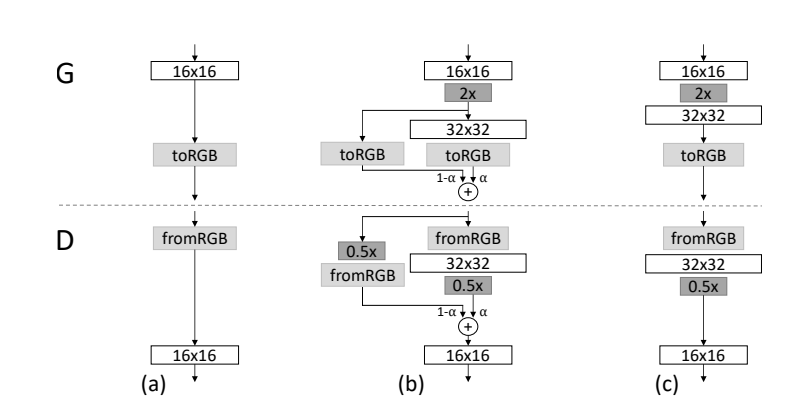 G
16x16
16x16
16x16
2x
2x
32x32
32x32
toRGB
toRGB
toRGB
toRGB
1-α
α
+
D
fromRGB
fromRGB
fromRGB
0.5x
32x32
32x32
fromRGB
0.5x
0.5x
1-α
α
+
16x16
16x16
16x16
(a)
(b)
(c)